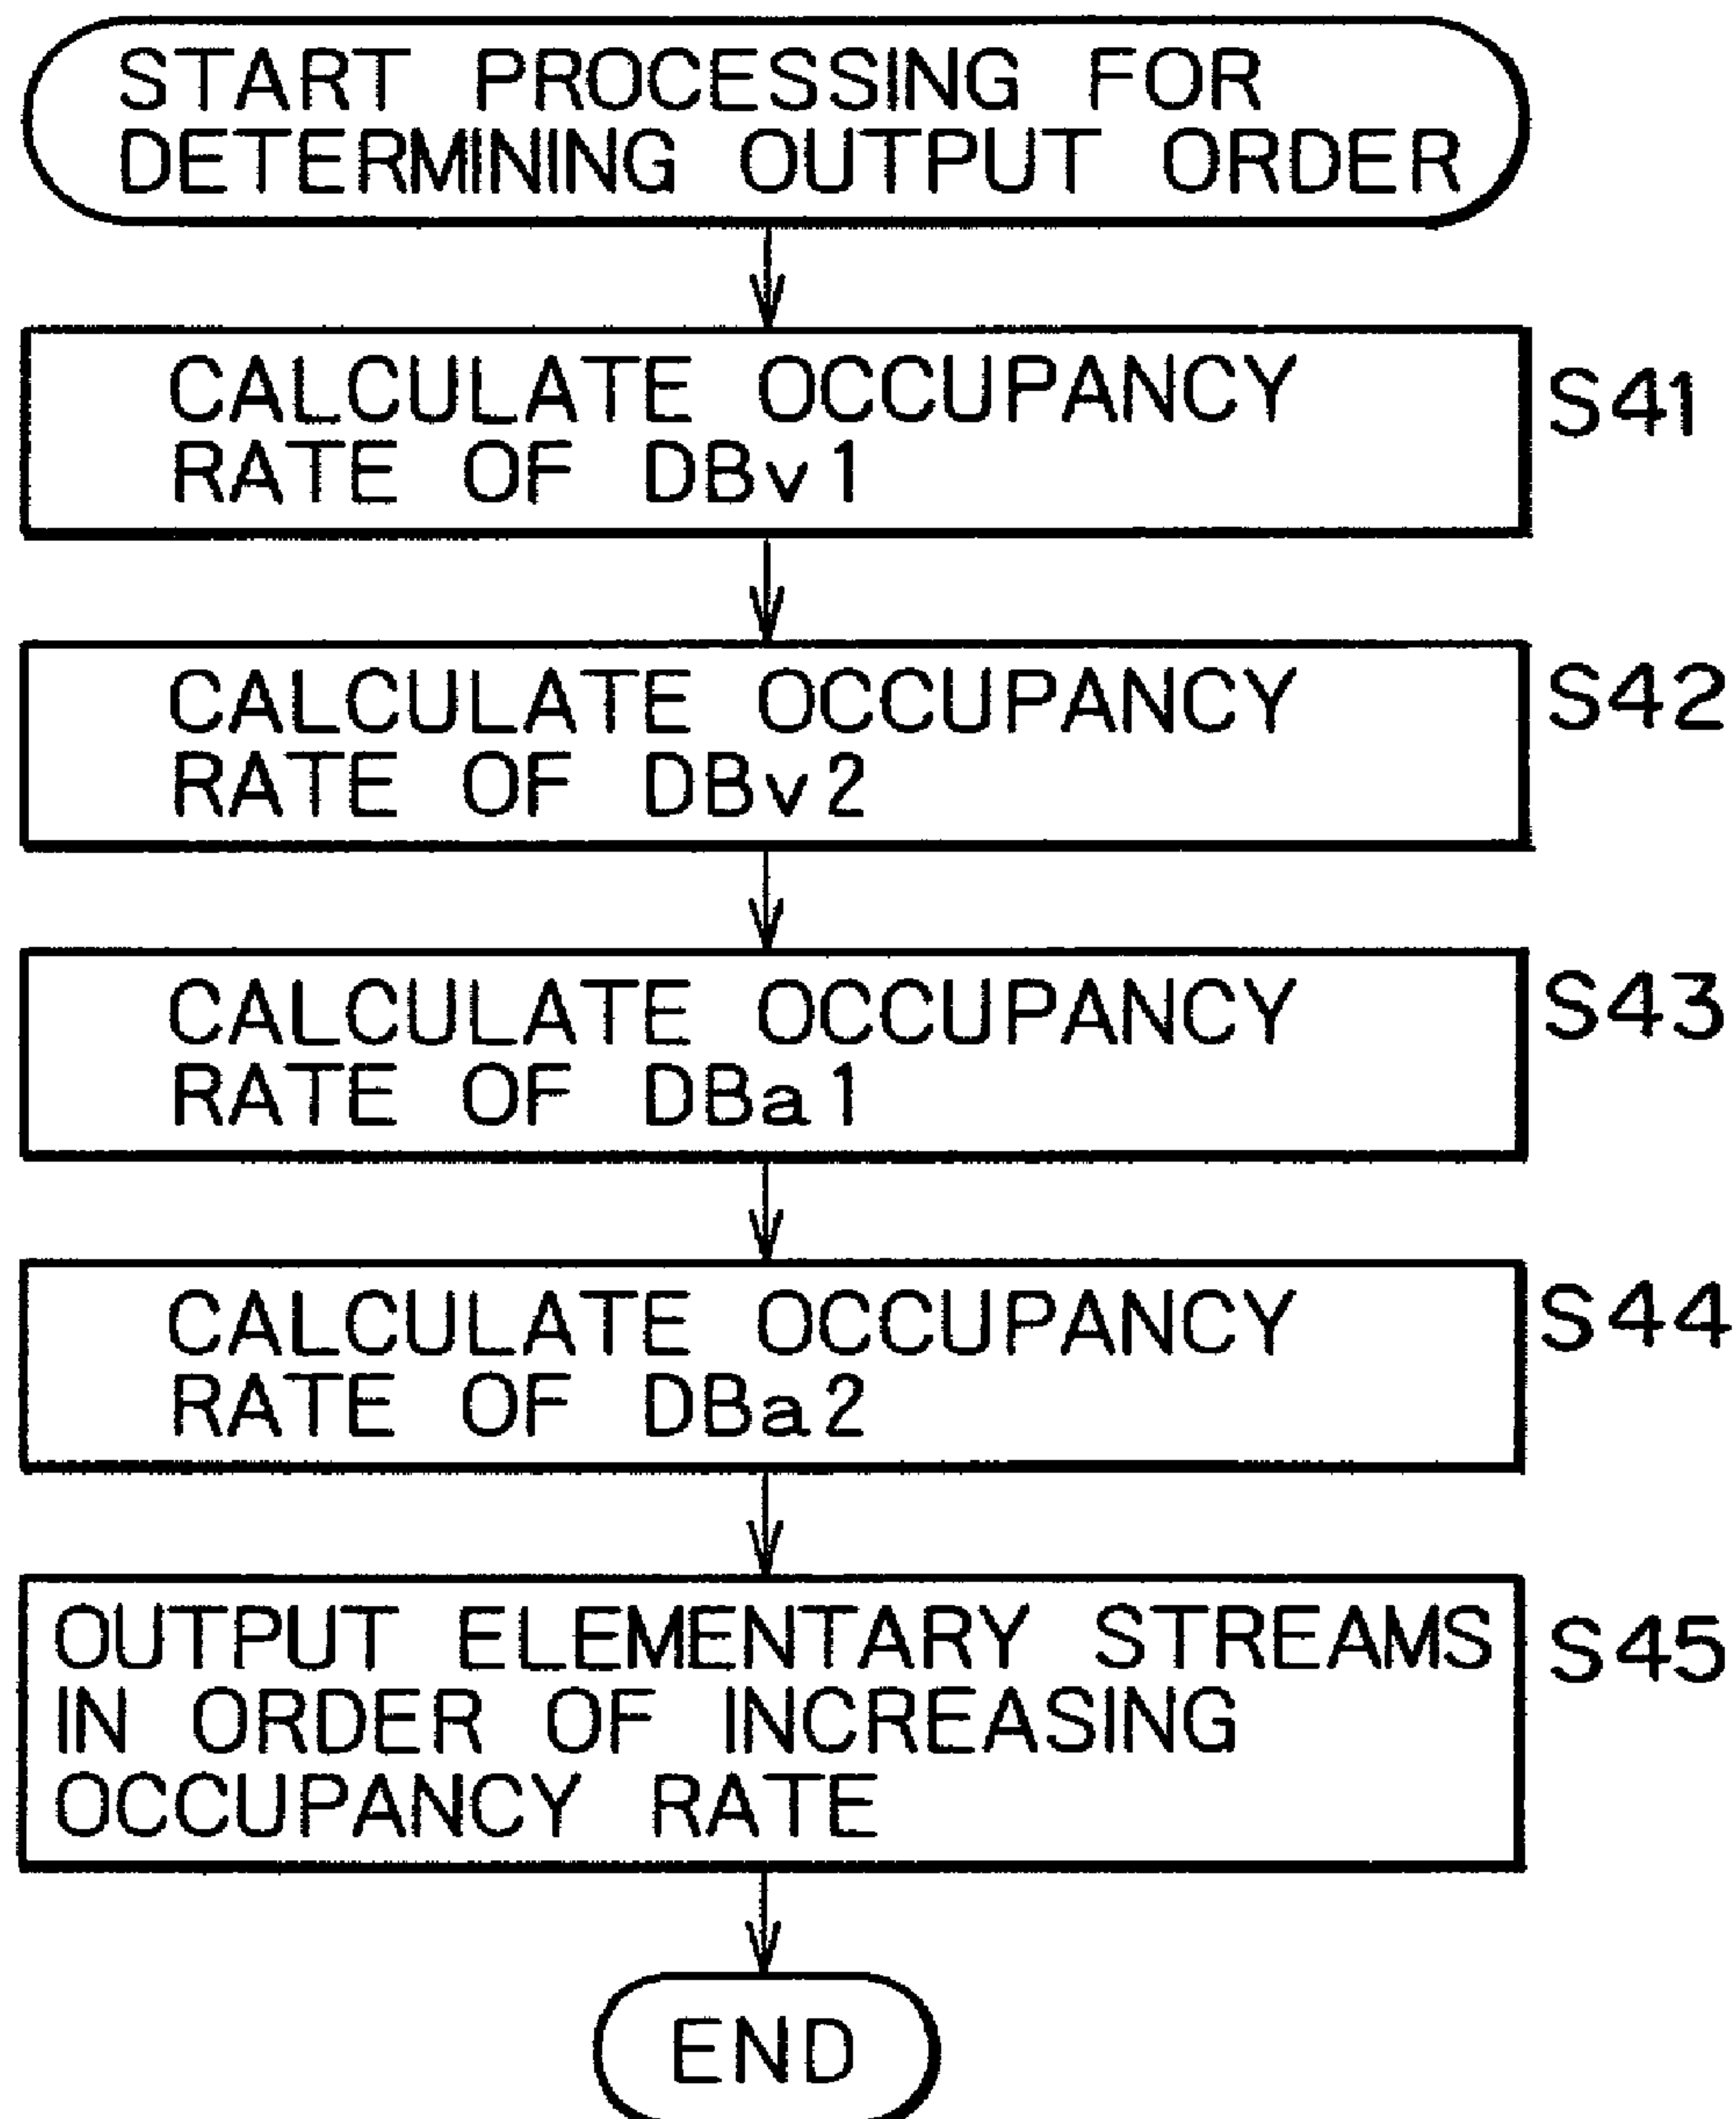 START PROCESSING FOR
DETERMINING OUTPUT ORDER
CALCULATE OCCUPANCY
RATE OF DBv1
S41
CALCULATE OCCUPANCY
RATE OF DBv2
S42
CALCULATE OCCUPANCY
RATE OF DBa1
S43
CALCULATE OCCUPANCY
RATE OF DBa2
S44
OUTPUT ELEMENTARY STREAMS
IN ORDER OF INCREASING
OCCUPANCY RATE
S45
END